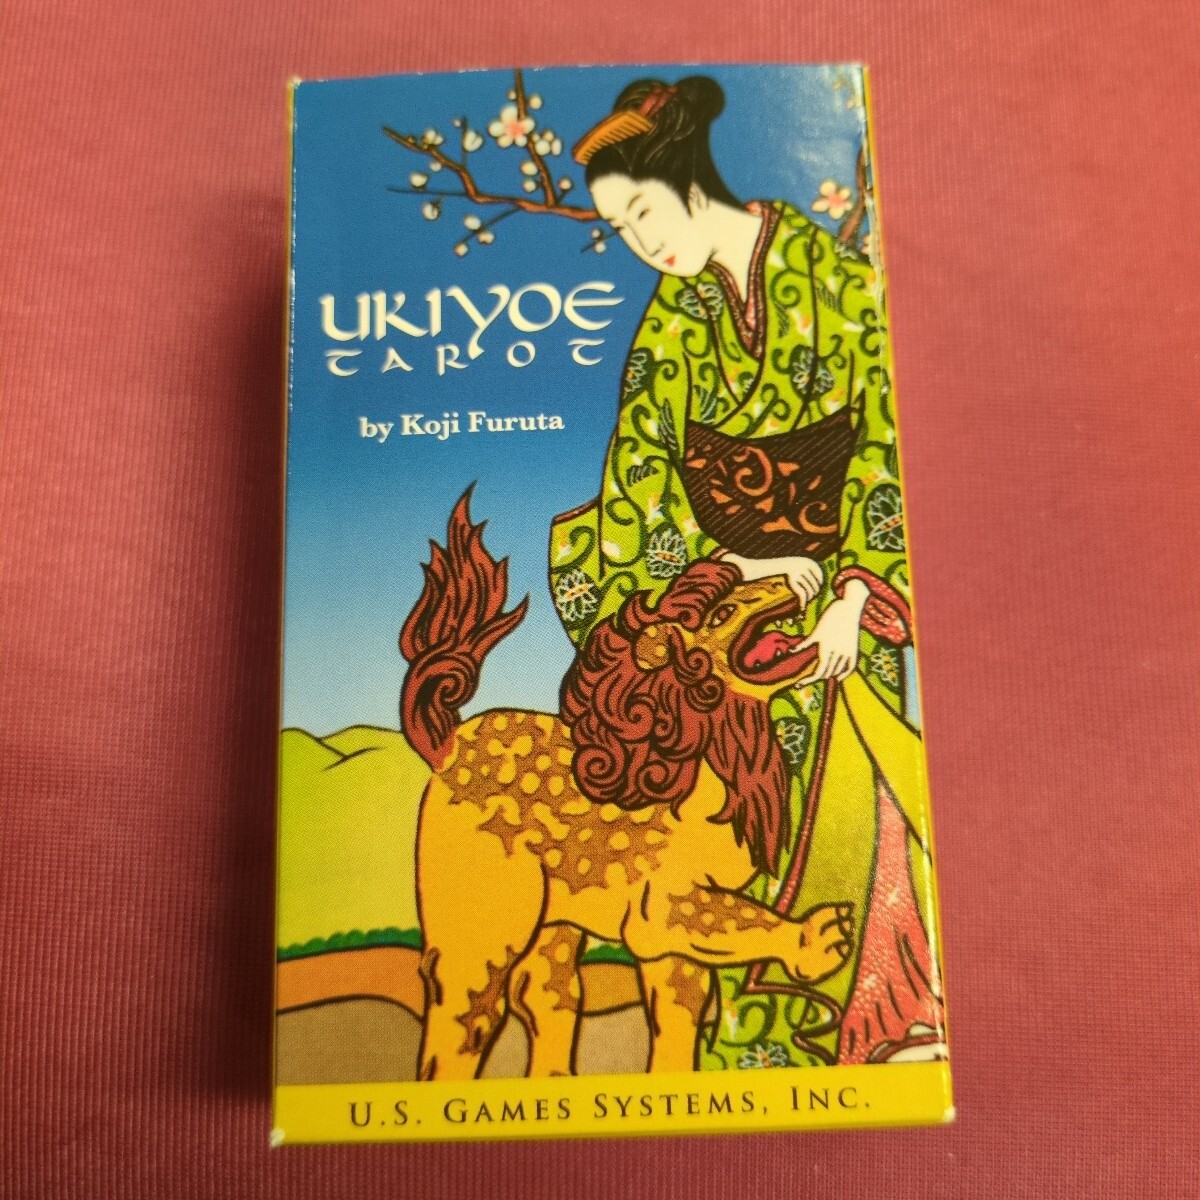 UKIYOE
TAROT
by Koji Furuta
U.S. GAMES SYSTEMS, INC.